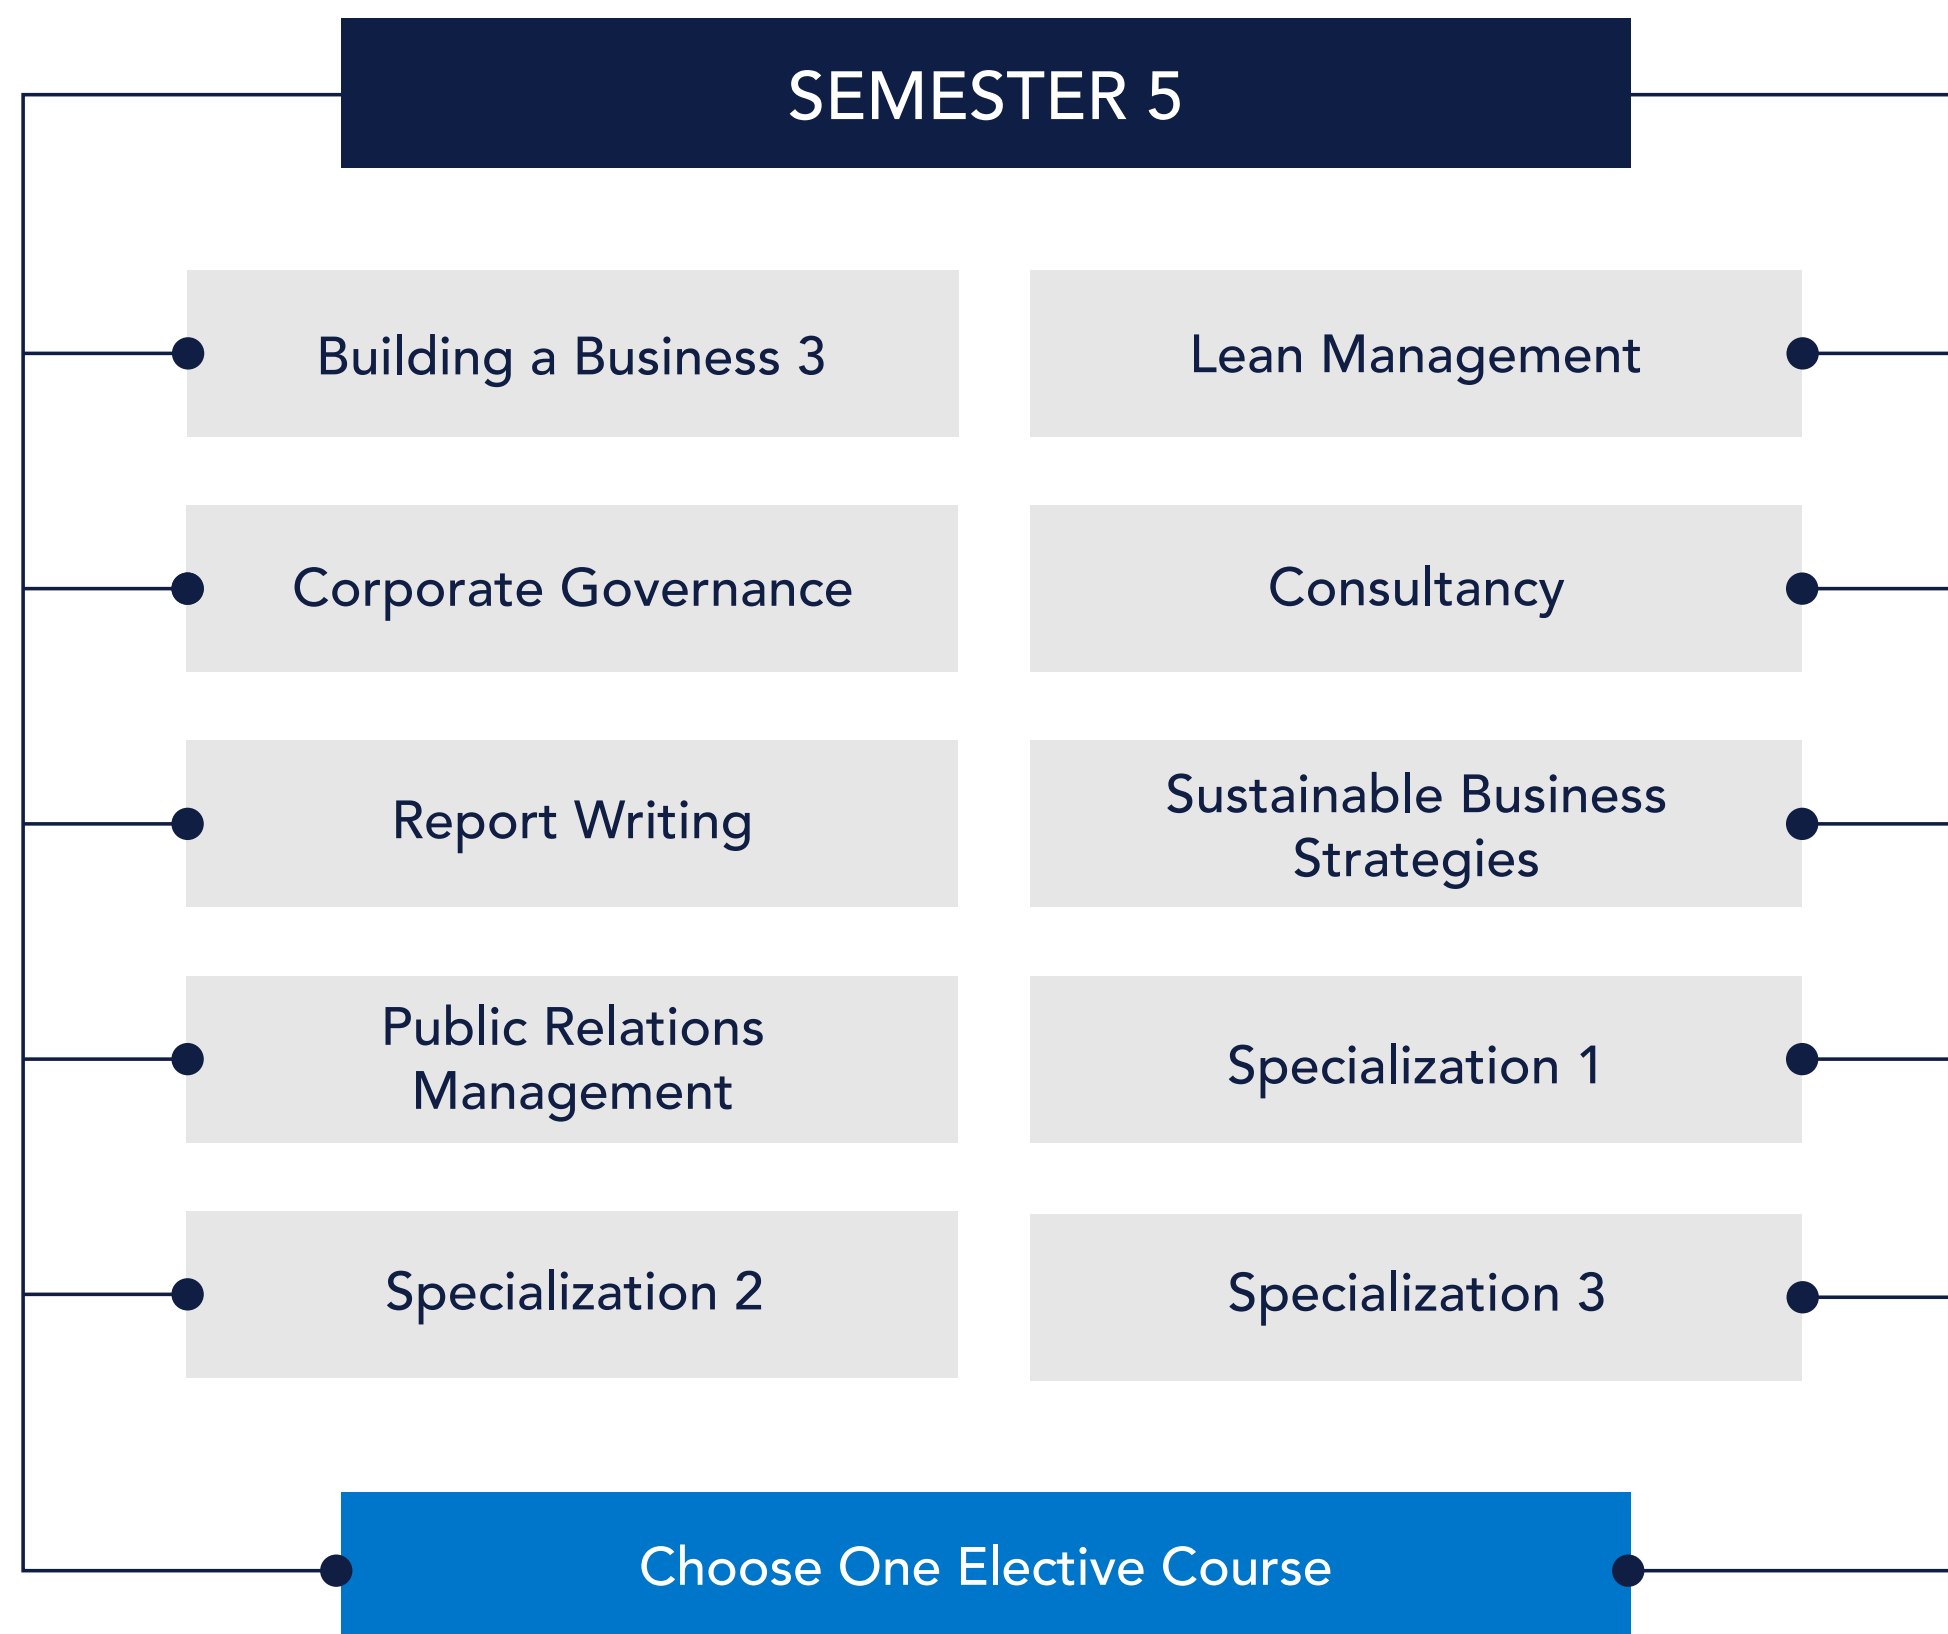 SEMESTER 5
Building a Business 3
Lean Management
Corporate Governance
Consultancy
Report Writing
Sustainable Business
Strategies
Public Relations
Management
Specialization 1
Specialization 2
Specialization 3
Choose One Elective Course